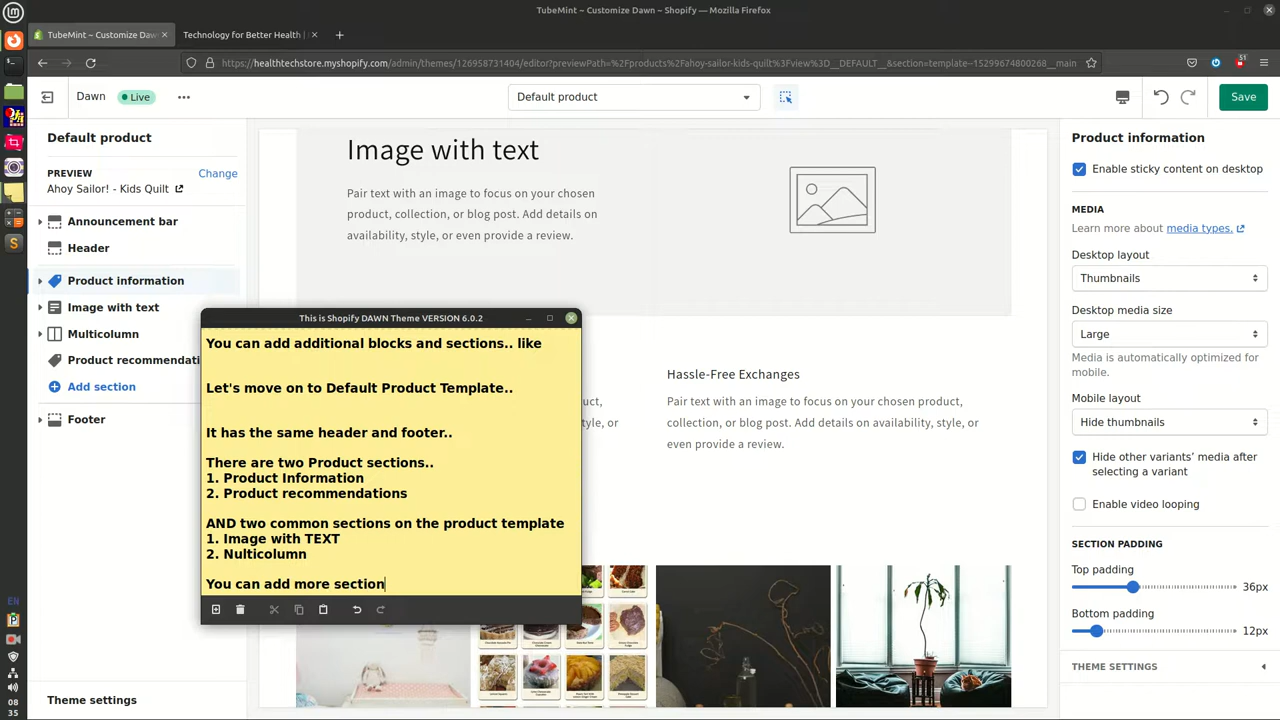 TubeMint ~ Customize Dawn ~ Shopify — Mozilla Firefox
TubeMint ~ Customize Daw
Technology for Better Health |
https://healthtechstore.myshopify.com/admin/themes/126958731404/editor?previewPath=%2Fproducts%2Fahoy-sailor-kids-quilt%3Fview%3D__DEFAULT__&section=template--15299674800268__main
51
Dawn
Live
Default product
Save
Default product
PREVIEW
Change
Ahoy Sailor! - Kids Quilt
Announcement bar
Header
Product information
Image with text
Multicolumn
Product recommendati
Add section
Footer
Theme settings
Image with text
Pair text with an image to focus on your chosen
product, collection, or blog post. Add details on
availability, style, or even provide a review.
This is Shopify DAWN Theme VERSION 6.0.2
You can add additional blocks and sections.. like
Let's move on to Default Product Template..
It has the same header and footer..
There are two Product sections..
1. Product Information
2. Product recommendations
AND two common sections on the product template
1. Image with TEXT
2. Nulticolumn
You can add more section
duct,
tyle, or
Hassle-Free Exchanges
Pair text with an image to focus on your chosen product,
collection, or blog post. Add details on availability, style, or
even provide a review.
Product information
Enable sticky content on desktop
MEDIA
Learn more about media types.
Desktop layout
Thumbnails
Desktop media size
Large
Media is automatically optimized for
mobile.
Mobile layout
Hide thumbnails
Hide other variants’ media after
selecting a variant
Enable video looping
SECTION PADDING
Top padding
36px
Bottom padding
12px
THEME SETTINGS
EN
08
35